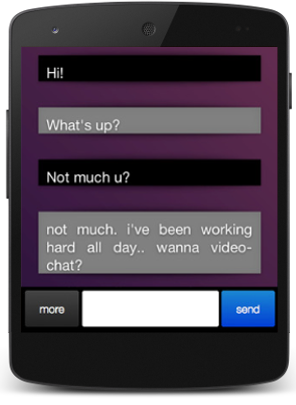 Hi!
What's up?
Not much u?
not much. i've been working
hard all day.. wanna video-
chat?
more
send